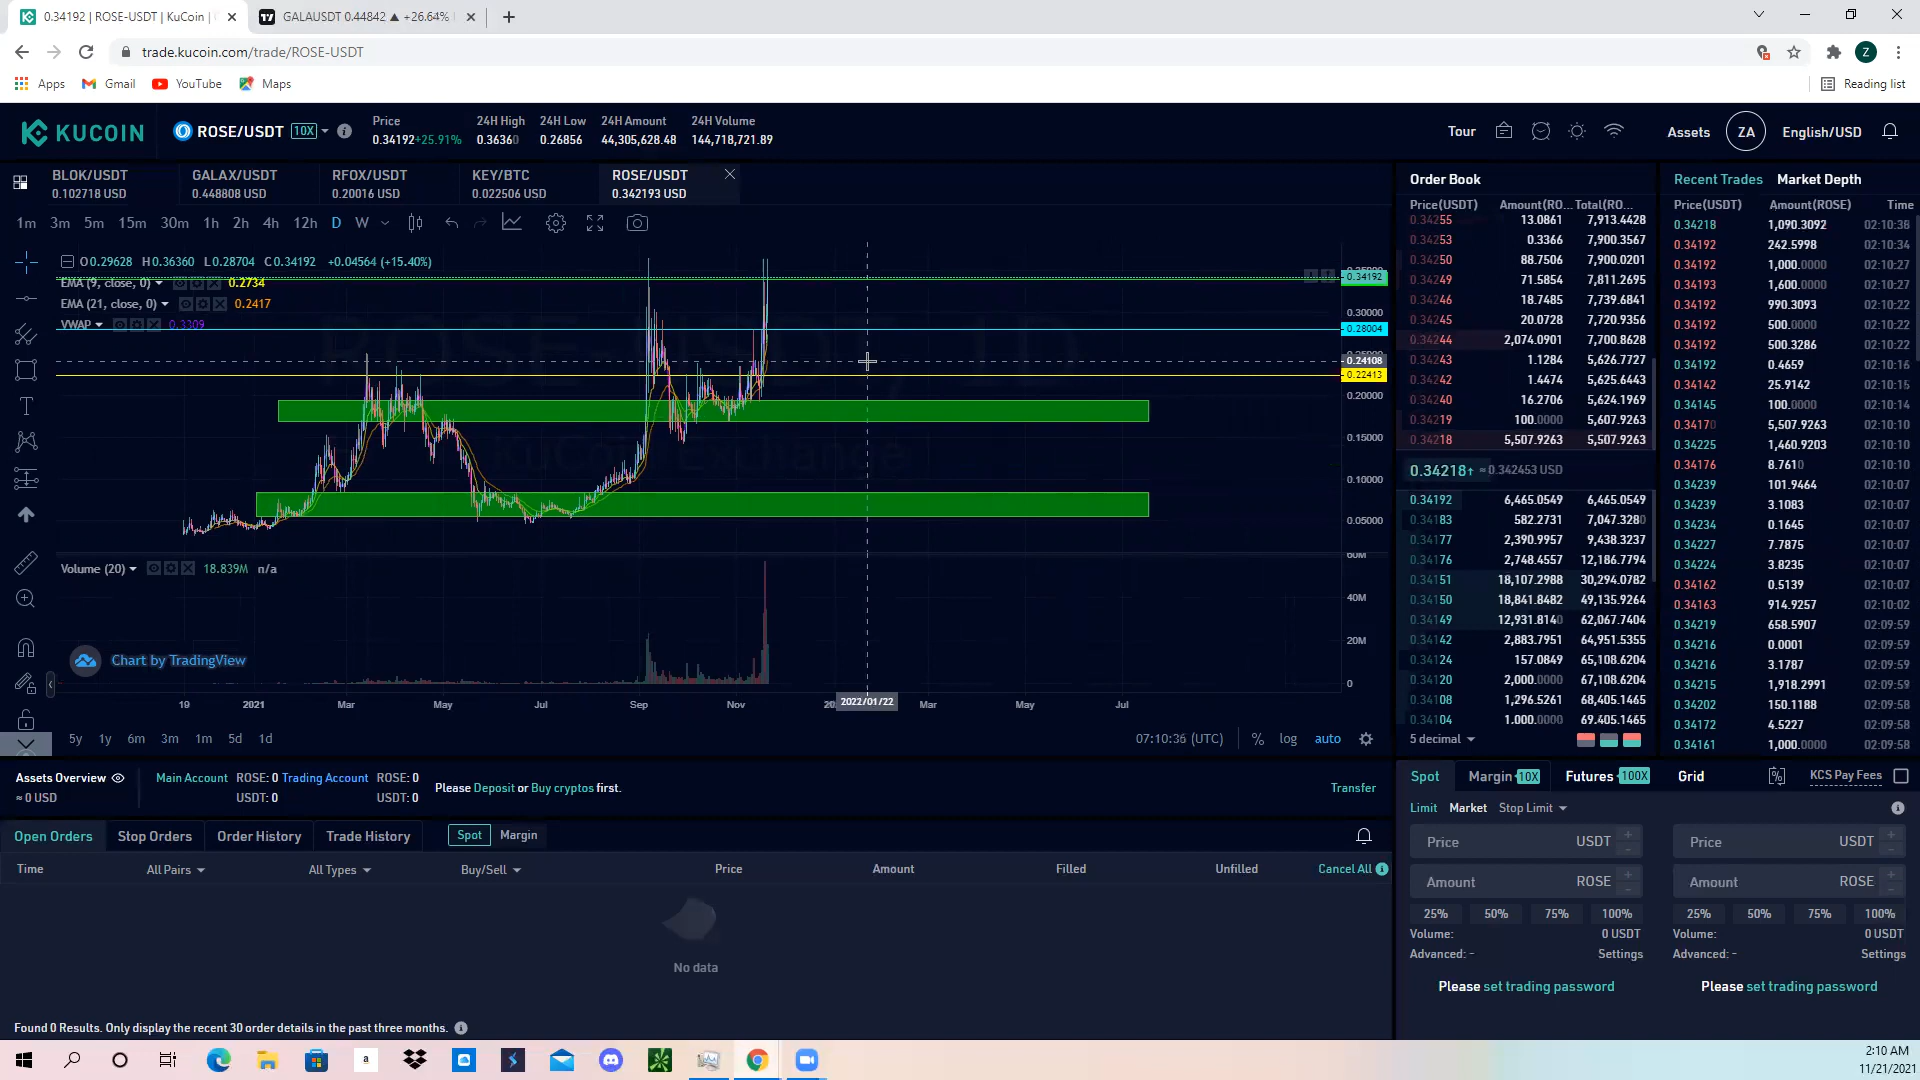 0.34192 | ROSE-USDT | KuCoin |
GALAUSDT 0.44842 ▲ +26.64%
trade.kucoin.com/trade/ROSE-USDT
Z
Apps Gmail YouTube Maps
Reading list
KUCOIN
ROSE/USDT 10X
Price 24H High 24H Low 24H Amount 24H Volume
0.34192+25.91% 0.36360 0.26856 44,305,628.48 144,718,721.89
Tour Assets ZA English/USD
BLOK/USDT GALAX/USDT RFOX/USDT KEY/BTC ROSE/USDT
0.102718 USD 0.448808 USD 0.20016 USD 0.022506 USD 0.342193 USD
1m 3m 5m 15m 30m 1h 2h 4h 12h D W
O0.29628 H0.36360 L0.28704 C0.34192 +0.04564 (+15.40%)
EMA (9, close, 0) 0.2734
EMA (21, close, 0) 0.2417
VWAP 0.3309
0.34192
0.30000
0.28004
0.24108
0.22413
0.20000
0.15000
0.10000
0.05000
Volume (20) 18.839M n/a
60M
40M
20M
0
Chart by TradingView
19 2021 Mar May Jul Sep Nov 2022/01/22 Mar May Jul
5y 1y 6m 3m 1m 5d 1d
07:10:36 (UTC) % log auto
Order Book
Price(USDT) Amount(RO... Total(RO...
0.34255 13.0861 7,913.4428
0.34253 0.3366 7,900.3567
0.34250 88.7506 7,900.0201
0.34249 71.5854 7,811.2695
0.34246 18.7485 7,739.6841
0.34245 20.0728 7,720.9356
0.34244 2,074.0901 7,700.8628
0.34243 1.1284 5,626.7727
0.34242 1.4474 5,625.6443
0.34240 16.2706 5,624.1969
0.34219 100.0000 5,607.9263
0.34218 5,507.9263 5,507.9263
0.34218↑ ≈ 0.342453 USD
0.34192 6,465.0549 6,465.0549
0.34183 582.2731 7,047.3280
0.34177 2,390.9957 9,438.3237
0.34176 2,748.4557 12,186.7794
0.34151 18,107.2988 30,294.0782
0.34150 18,841.8482 49,135.9264
0.34149 12,931.8140 62,067.7404
0.34142 2,883.7951 64,951.5355
0.34124 157.0849 65,108.6204
0.34120 2,000.0000 67,108.6204
0.34108 1,296.5261 68,405.1465
0.34104 1,000.0000 69,405.1465
5 decimal
Recent Trades Market Depth
Price(USDT) Amount(ROSE) Time
0.34218 1,090.3092 02:10:38
0.34192 242.5998 02:10:34
0.34192 1,000.0000 02:10:27
0.34193 1,600.0000 02:10:27
0.34192 990.3093 02:10:22
0.34192 500.0000 02:10:22
0.34192 500.3286 02:10:22
0.34192 0.4659 02:10:16
0.34142 25.9142 02:10:15
0.34145 100.0000 02:10:14
0.34170 5,507.9263 02:10:10
0.34225 1,460.9203 02:10:10
0.34176 8.7610 02:10:10
0.34239 101.9464 02:10:07
0.34239 3.1083 02:10:07
0.34234 0.1645 02:10:07
0.34227 7.7875 02:10:07
0.34224 3.8235 02:10:07
0.34162 0.5139 02:10:07
0.34163 914.9257 02:10:02
0.34219 658.5907 02:09:59
0.34216 0.0001 02:09:59
0.34216 3.1787 02:09:59
0.34215 1,918.2991 02:09:59
0.34202 150.1188 02:09:58
0.34172 4.5227 02:09:58
0.34161 1,000.0000 02:09:58
Assets Overview Main Account ROSE: 0 Trading Account ROSE: 0
≈ 0 USD USDT: 0 USDT: 0
Please Deposit or Buy cryptos first.
Transfer
Open Orders Stop Orders Order History Trade History Spot Margin
Time All Pairs All Types Buy/Sell Price Amount Filled Unfilled Cancel All
No data
Found 0 Results. Only display the recent 30 order details in the past three months.
Spot Margin 10X Futures 100X Grid KCS Pay Fees
Limit Market Stop Limit
Price USDT Price USDT
Amount ROSE Amount ROSE
25% 50% 75% 100% 25% 50% 75% 100%
Volume: 0 USDT Volume: 0 USDT
Advanced: - Settings Advanced: - Settings
Please set trading password Please set trading password
2:10 AM
11/21/2021